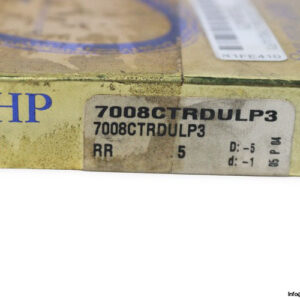 HP
7008CTRDULP3
7008CTRDULP3
RR 5 D: -5
d: -1
05 P 04